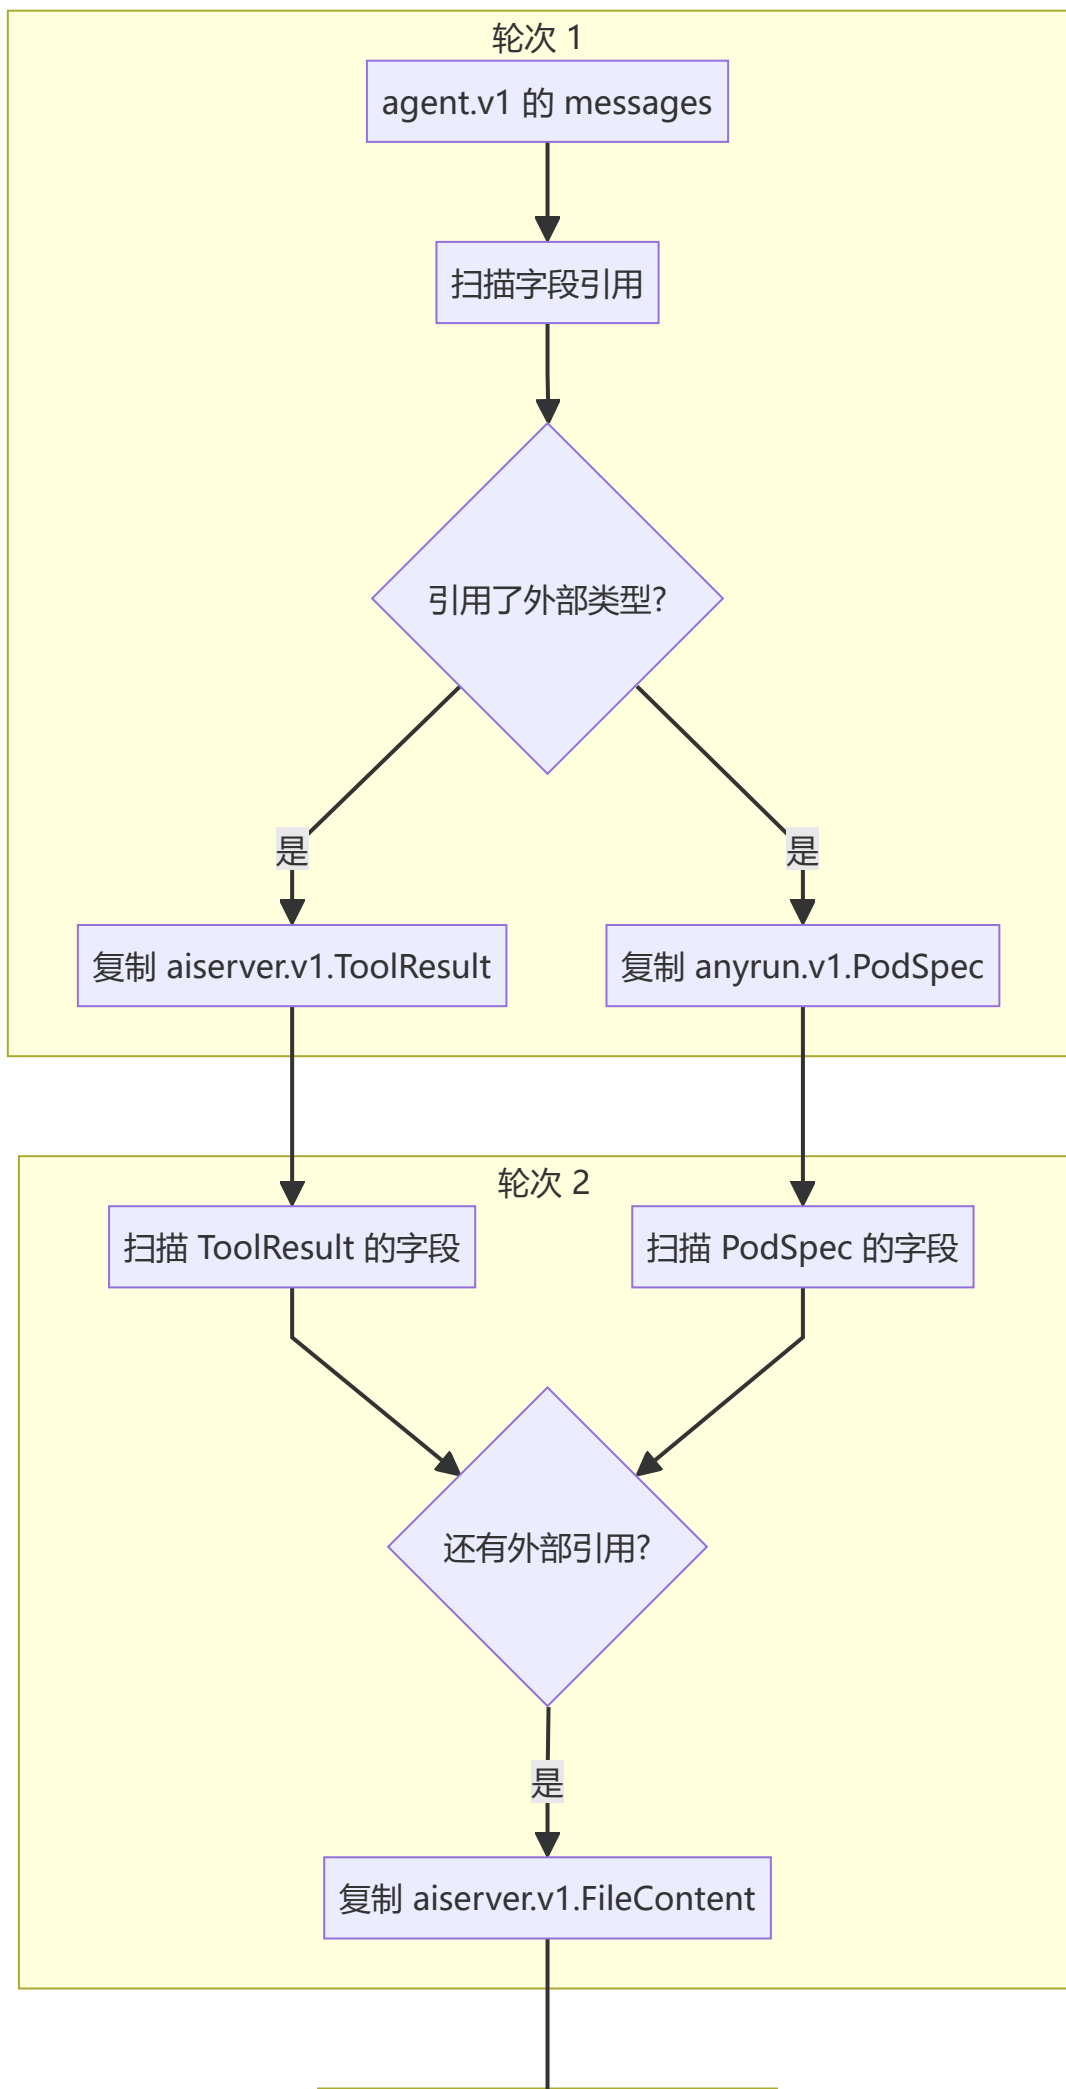 轮次 1
agent.v1 的 messages
扫描字段引用
引用了外部类型?
是
是
复制 aiserver.v1.ToolResult
复制 anyrun.v1.PodSpec
轮次 2
扫描 ToolResult 的字段
扫描 PodSpec 的字段
还有外部引用?
是
复制 aiserver.v1.FileContent